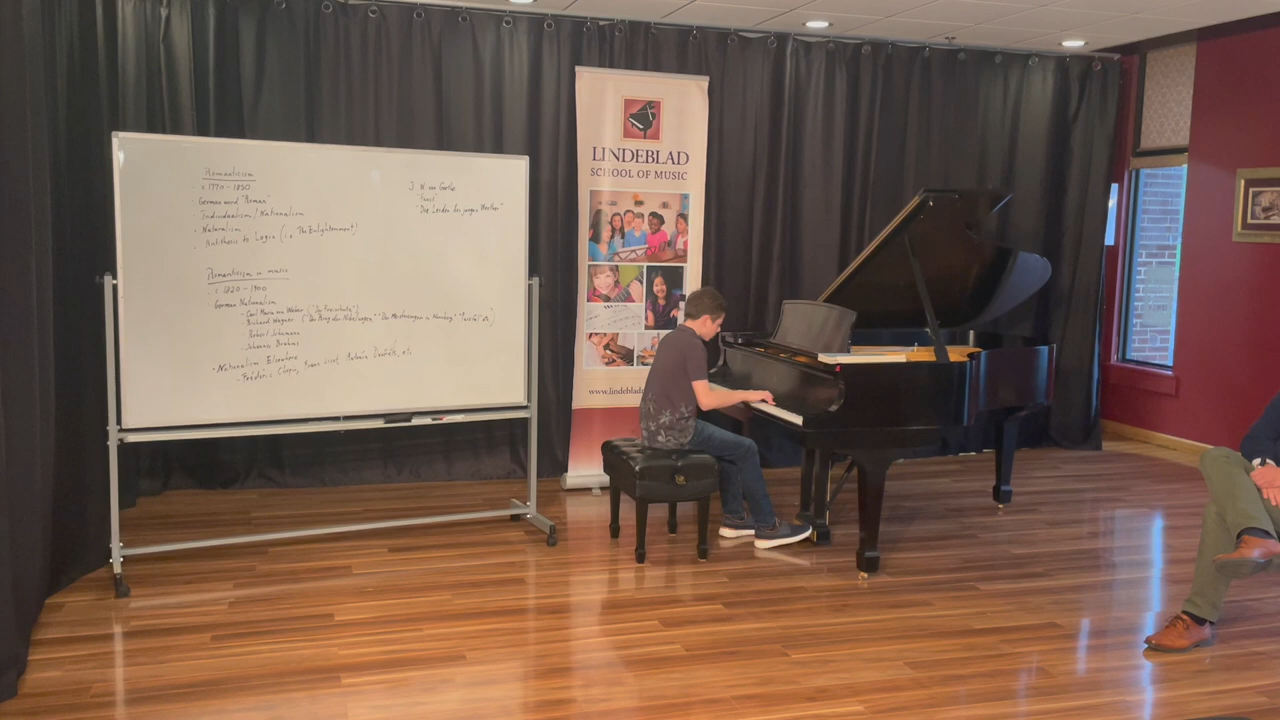 Romanticism
· c 1770 - 1850
· German word "Roman"
· Individualism / Nationalism
· Naturalism
· Antithesis to Logic (i.e. The Enlightenment)
Romanticism in music
· c. 1820 - 1900
· German Nationalism
- Carl Maria von Weber ("Der Freischutz")
- Richard Wagner ("Der Ring des Nibelungen" "Die Meistersinger in Nürnberg" "Parsifal" etc)
- Robert Schumann
- Johannes Brahms
· Nationalism Elsewhere
- Frédéric Chopin, Franz Liszt, Antonín Dvořák, etc.
J. W. von Goethe
Faust
"Die Leiden des jungen Werther"
LINDEBLAD
SCHOOL OF MUSIC
www.lindeblad